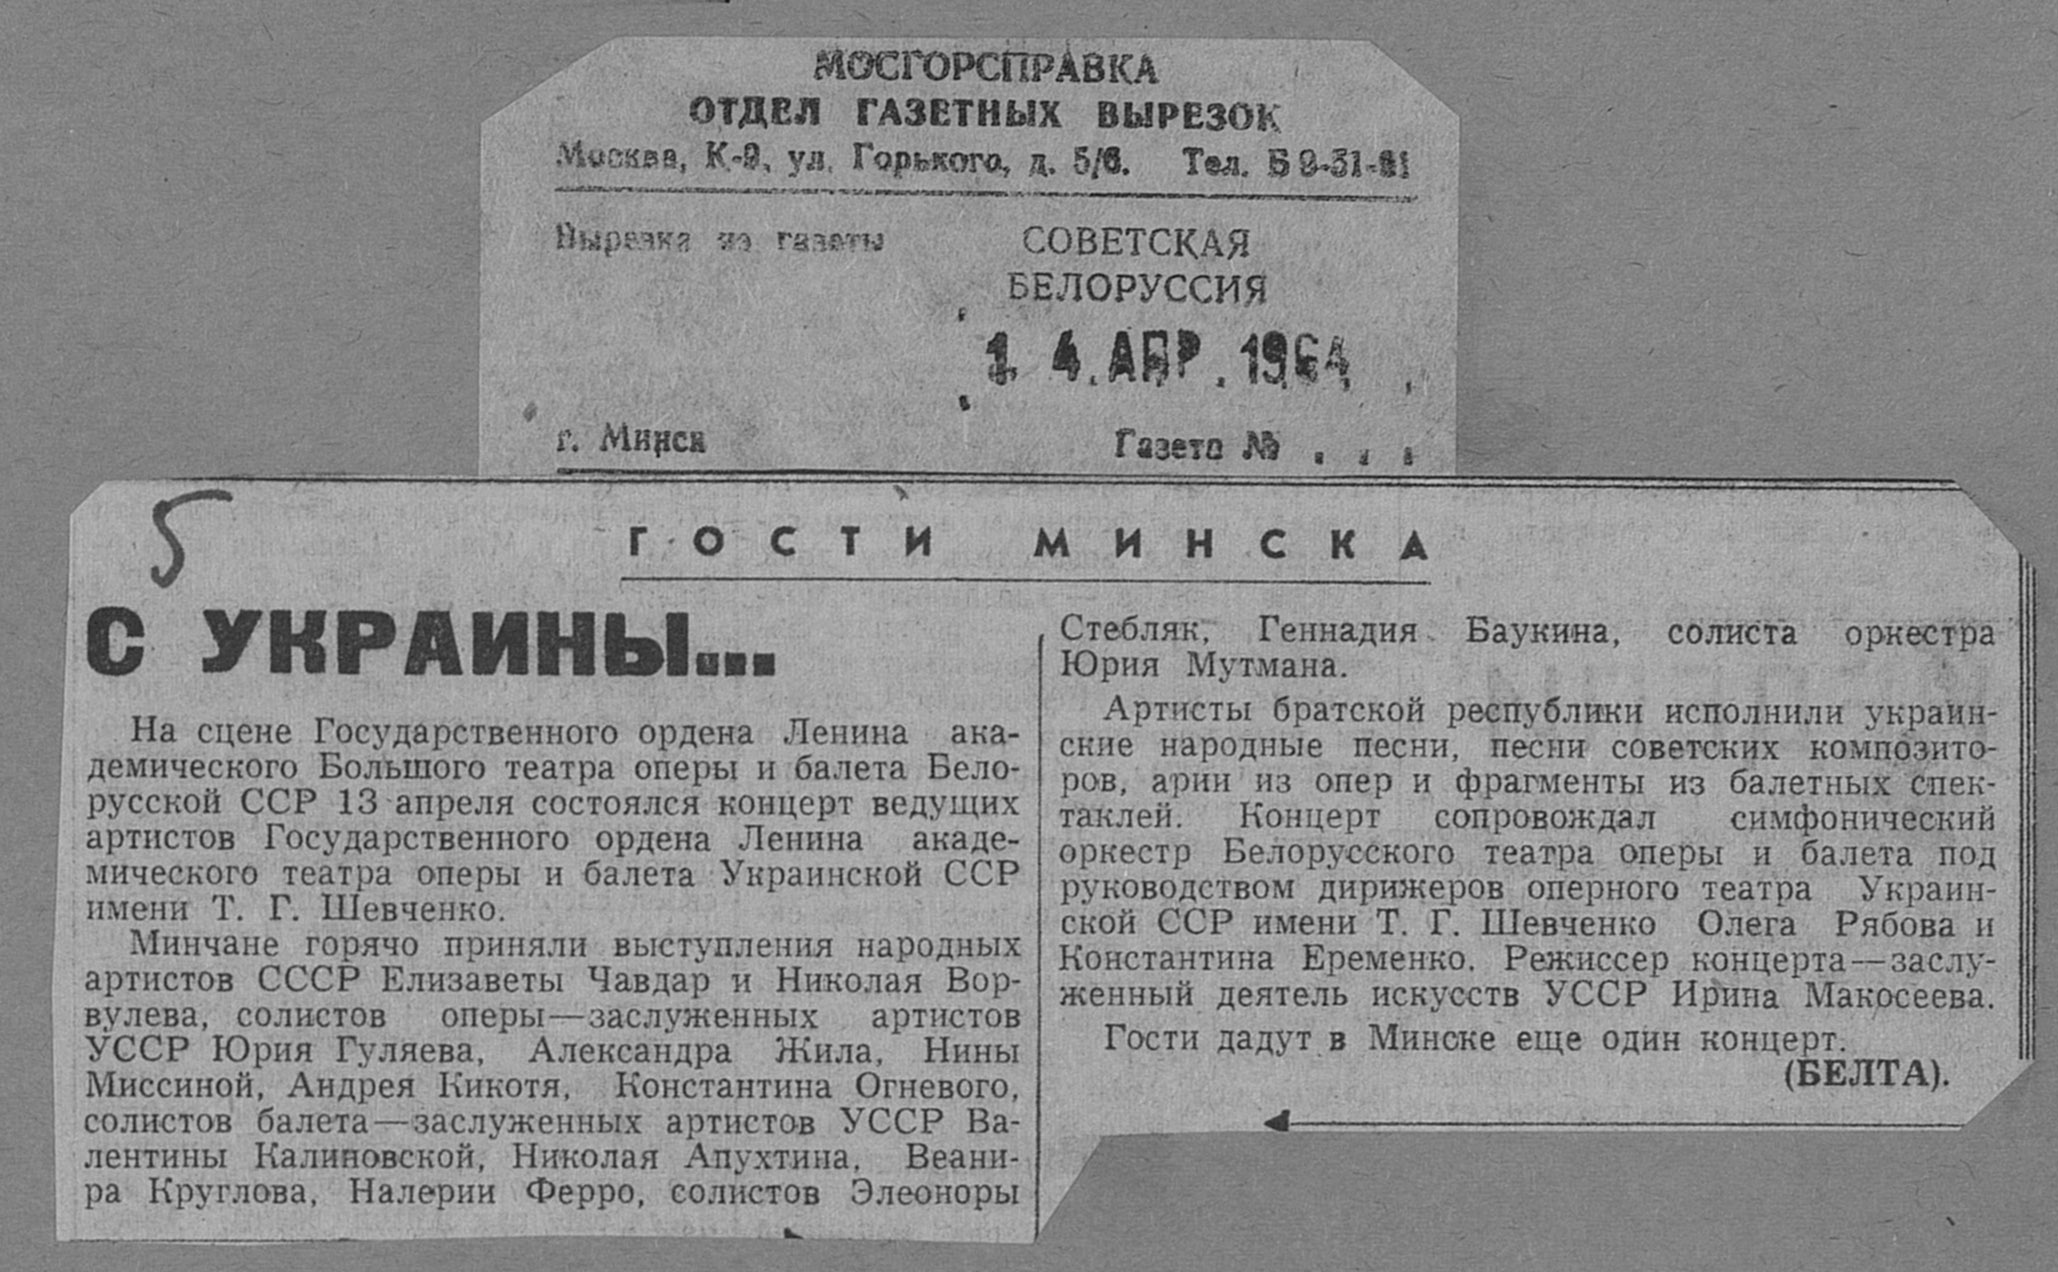 МОСГОРСПРАВКА
ОТДЕЛ ГАЗЕТНЫХ ВЫРЕЗОК
Москва, К-9, ул. Горького, д. 5/6. Тел. Б 9-51-61
Вырезка из газеты
СОВЕТСКАЯ
БЕЛОРУССИЯ
14 АПР 1964
г. Минск Газета № . . .
5
ГОСТИ МИНСКА
С УКРАИНЫ...
На сцене Государственного ордена Ленина ака-
демического Большого театра оперы и балета Бело-
русской ССР 13 апреля состоялся концерт ведущих
артистов Государственного ордена Ленина акаде-
мического театра оперы и балета Украинской ССР
имени Т. Г. Шевченко.
Минчане горячо приняли выступления народных
артистов СССР Елизаветы Чавдар и Николая Вор-
вулева, солистов оперы—заслуженных артистов
УССР Юрия Гуляева, Александра Жила, Нины
Миссиной, Андрея Кикотя, Константина Огневого,
солистов балета—заслуженных артистов УССР Ва-
лентины Калиновской, Николая Апухтина, Веани-
ра Круглова, Налерии Ферро, солистов Элеоноры
Стебляк, Геннадия Баукина, солиста оркестра
Юрия Мутмана.
Артисты братской республики исполнили украин-
ские народные песни, песни советских композито-
ров, арии из опер и фрагменты из балетных спек-
таклей. Концерт сопровождал симфонический
оркестр Белорусского театра оперы и балета под
руководством дирижеров оперного театра Украин-
ской ССР имени Т. Г. Шевченко Олега Рябова и
Константина Еременко. Режиссер концерта—заслу-
женный деятель искусств УССР Ирина Макосеева.
Гости дадут в Минске еще один концерт.
(БЕЛТА).